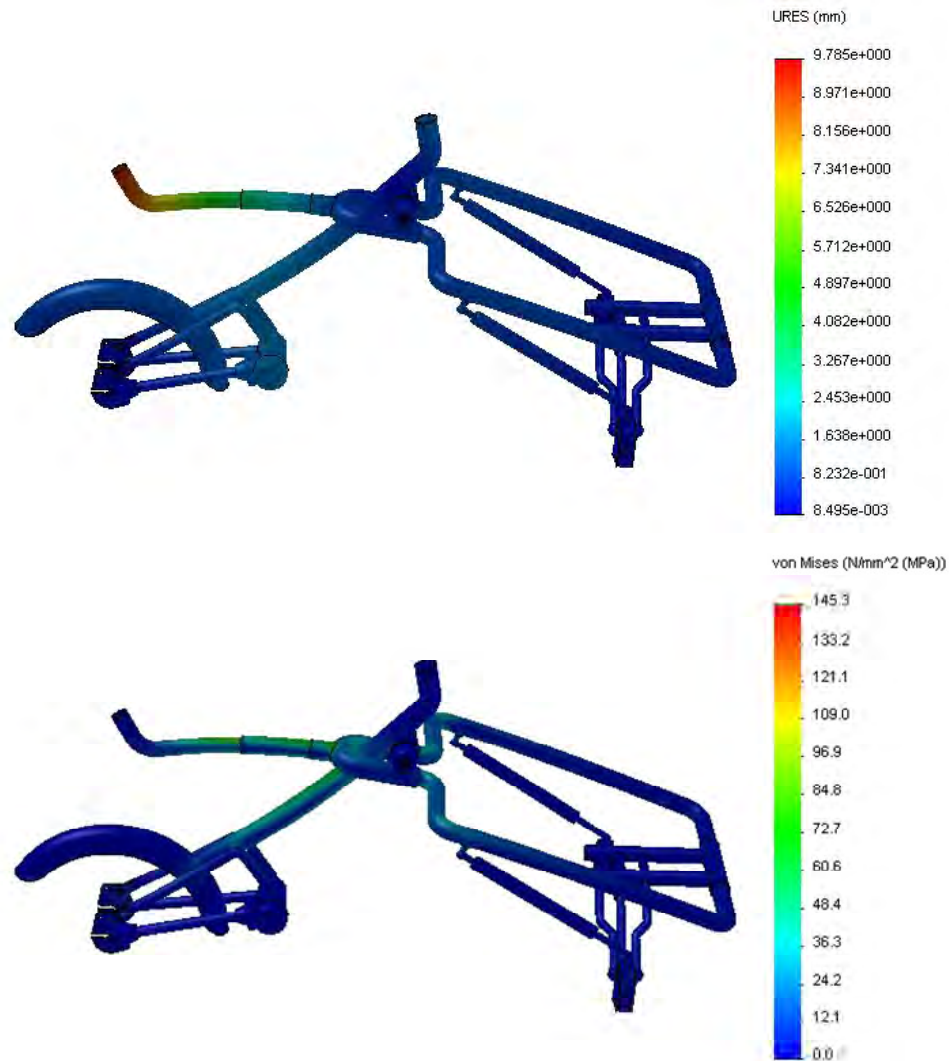 URES (mm)
9.785e+000
8.971e+000
8.156e+000
7.341e+000
6.526e+000
5.712e+000
4.897e+000
4.082e+000
3.267e+000
2.453e+000
1.638e+000
8.232e-001
8.495e-003
von Mises (N/mm^2 (MPa))
145.3
133.2
121.1
109.0
96.9
84.8
72.7
60.6
48.4
36.3
24.2
12.1
0.0